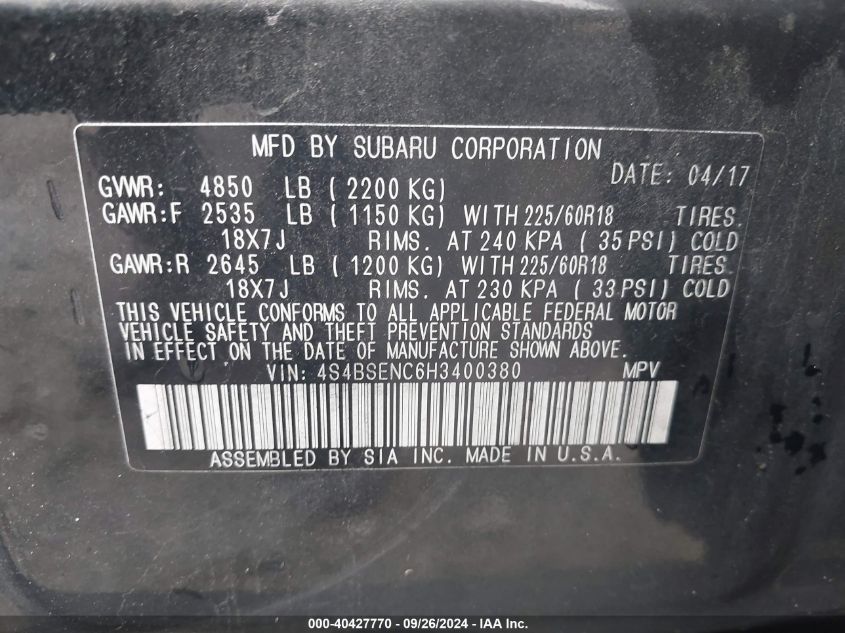 MFD BY SUBARU CORPORATION
DATE: 04/17
GVWR: 4850 LB ( 2200 KG)
GAWR:F 2535 LB ( 1150 KG) WITH 225/60R18 TIRES.
18X7J RIMS. AT 240 KPA ( 35 PSI) COLD
GAWR:R 2645 LB ( 1200 KG) WITH 225/60R18 TIRES.
18X7J RIMS. AT 230 KPA ( 33 PSI) COLD
THIS VEHICLE CONFORMS TO ALL APPLICABLE FEDERAL MOTOR
VEHICLE SAFETY AND THEFT PREVENTION STANDARDS
IN EFFECT ON THE DATE OF MANUFACTURE SHOWN ABOVE.
VIN: 4S4BSENC6H3400380 MPV
ASSEMBLED BY SIA INC. MADE IN U.S.A.
000-40427770 - 09/26/2024 - IAA Inc.